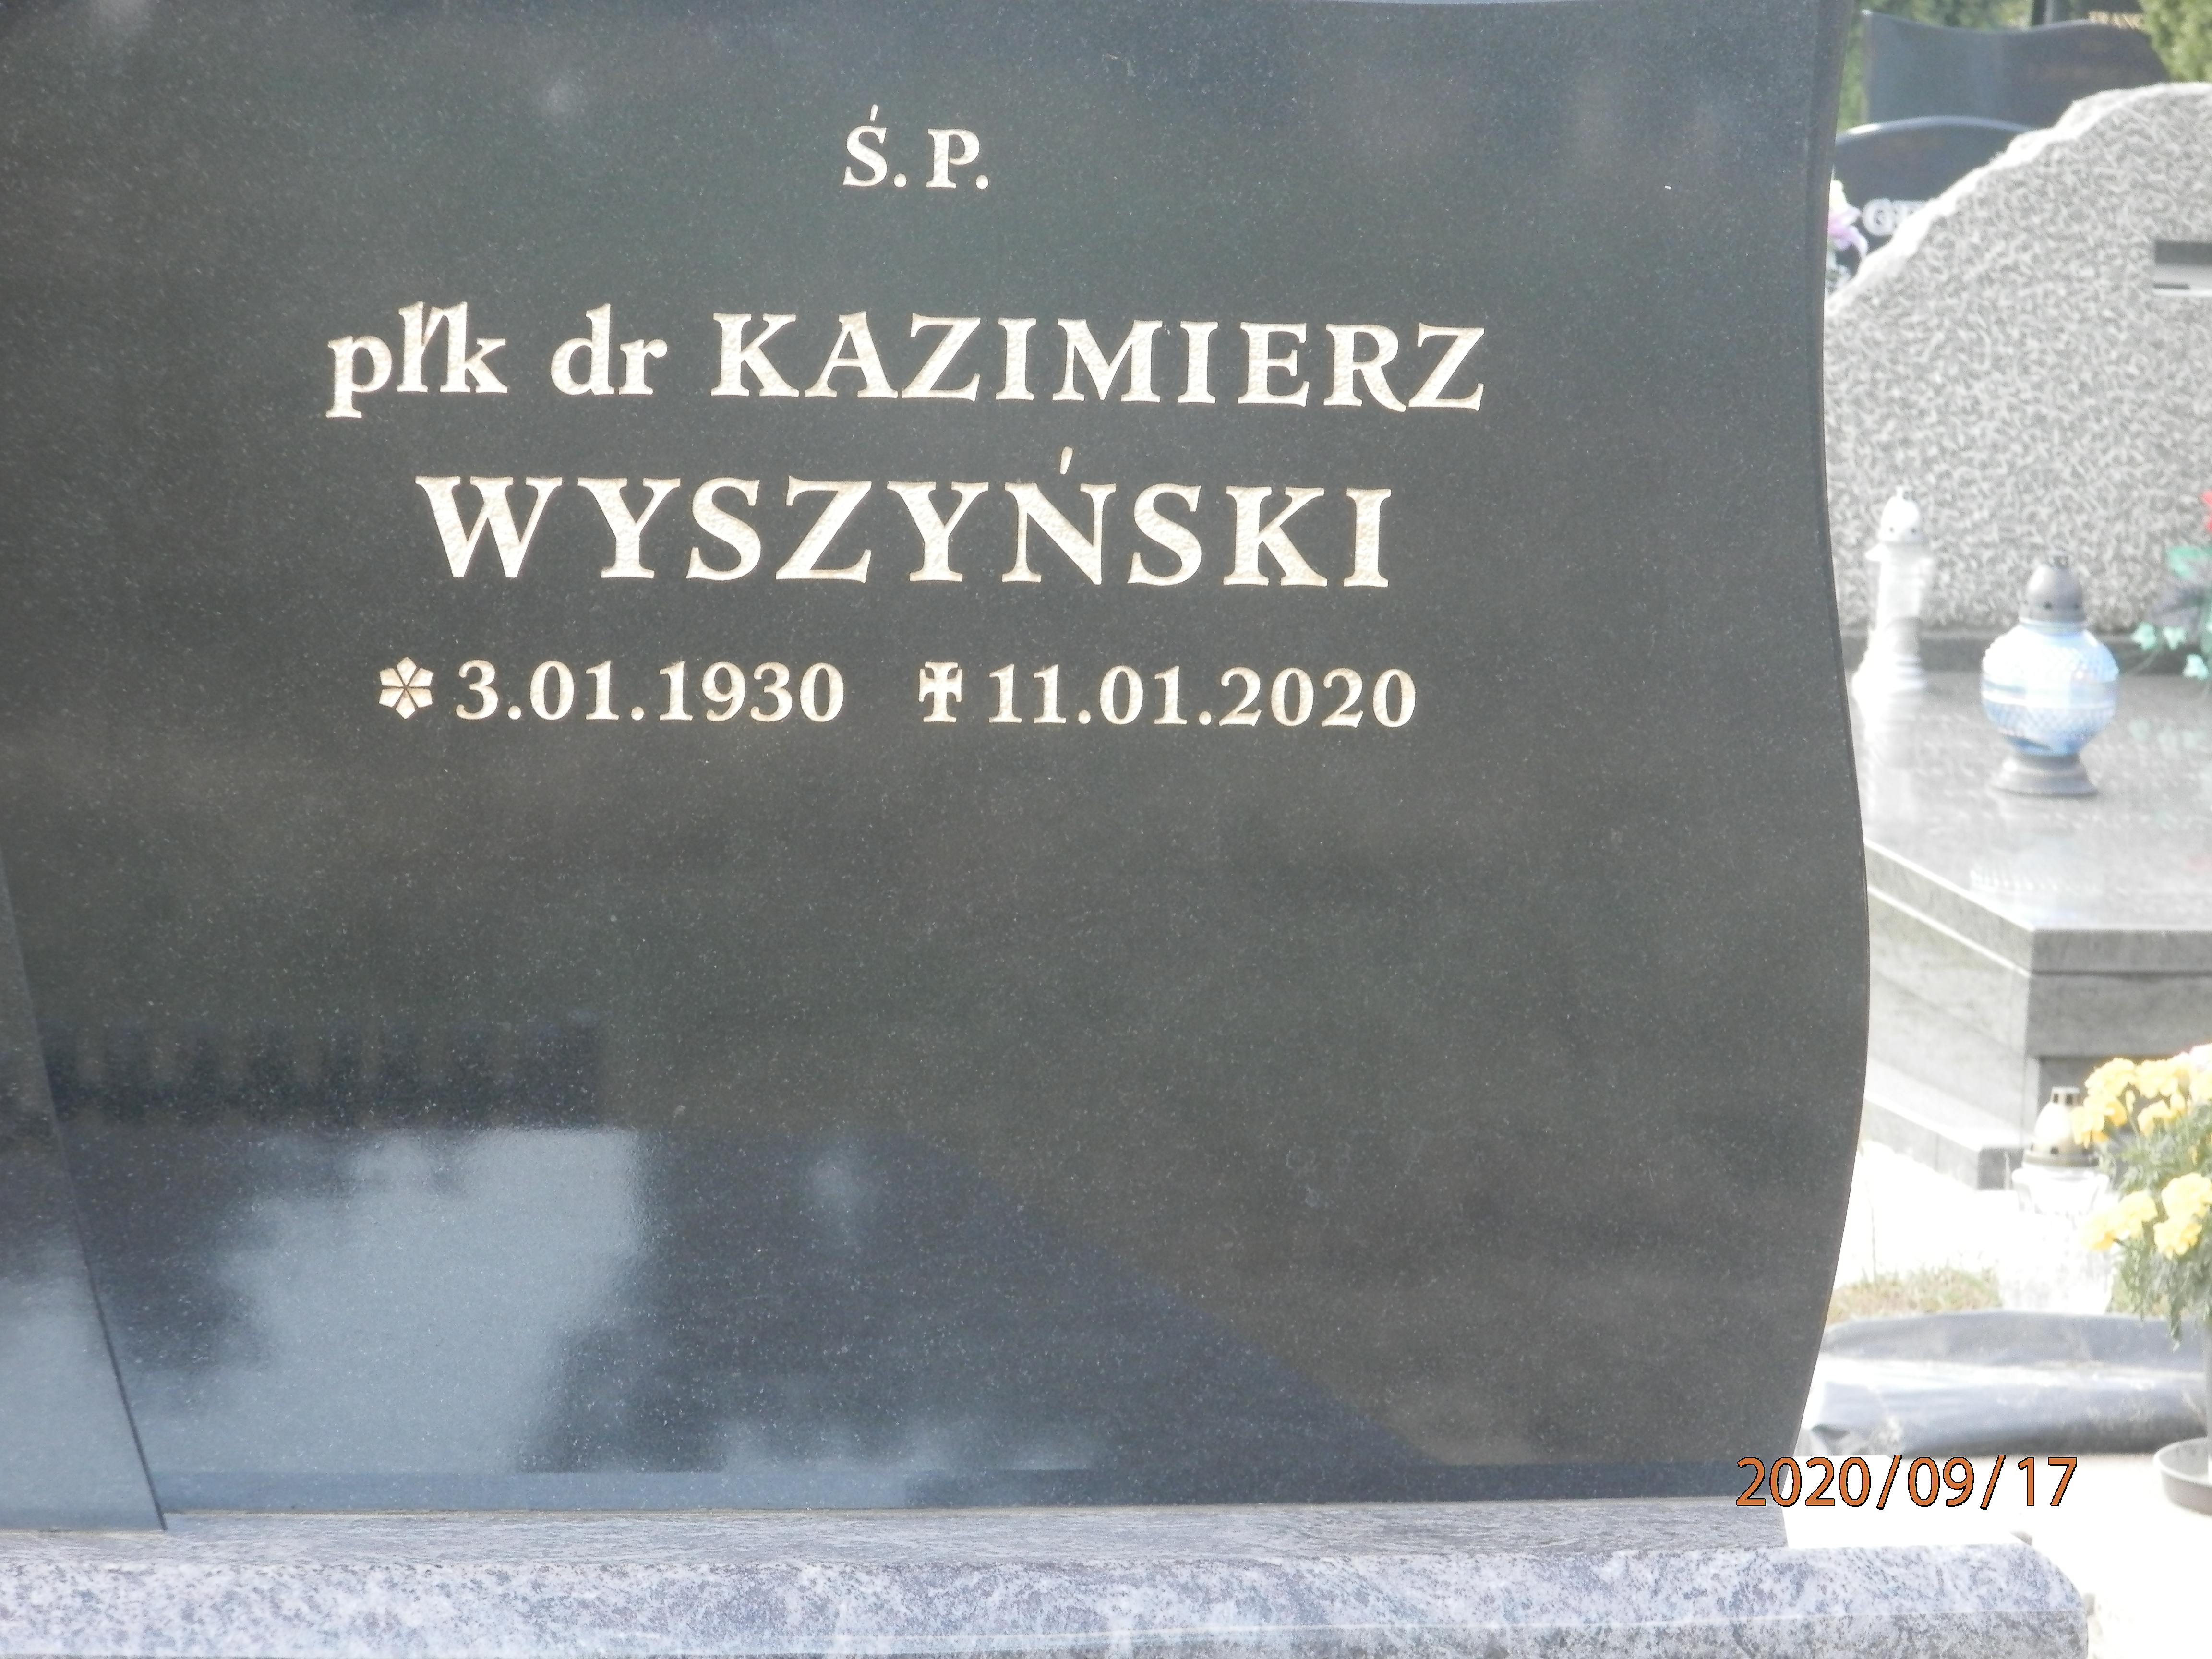 Ś. P.
płk dr KAZIMIERZ
WYSZYŃSKI
3.01.1930 11.01.2020
2020/09/17